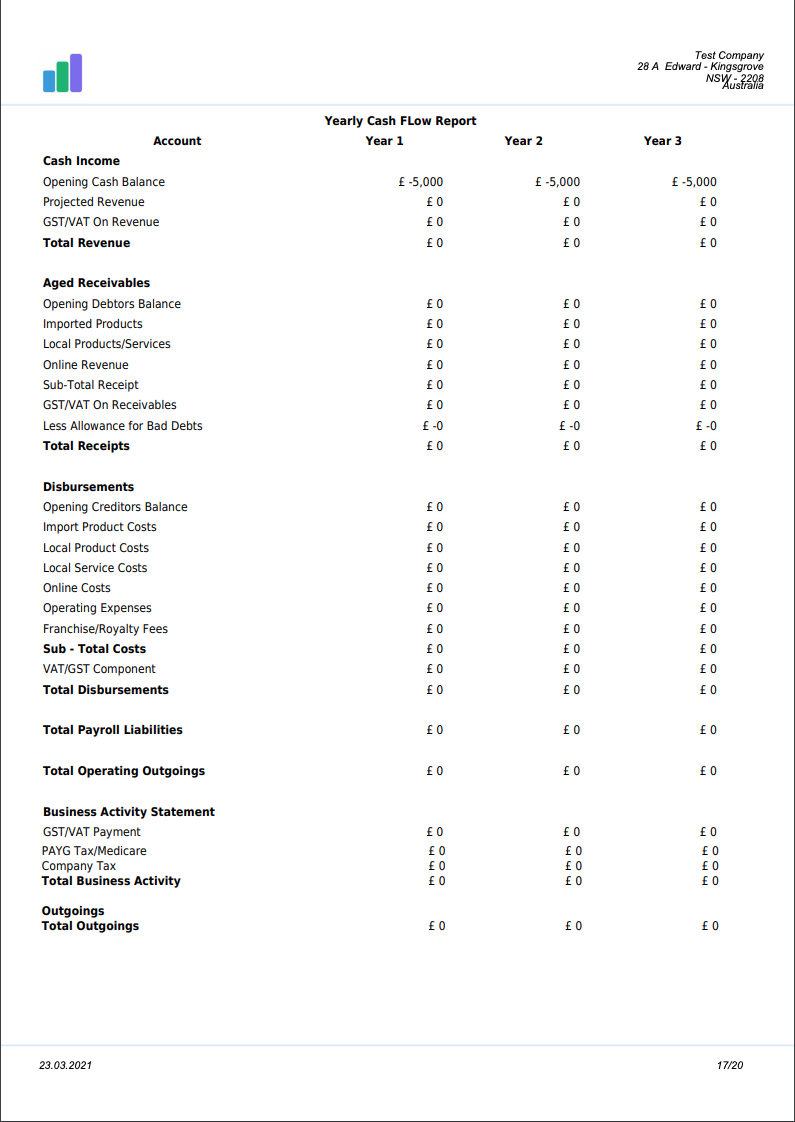 Test Company
28 A Edward - Kingsgrove
NSW - 2208
Australia
Yearly Cash FLow Report
Account Year 1 Year 2 Year 3
Cash Income
Opening Cash Balance £ -5,000 £ -5,000 £ -5,000
Projected Revenue £ 0 £ 0 £ 0
GST/VAT On Revenue £ 0 £ 0 £ 0
Total Revenue £ 0 £ 0 £ 0
Aged Receivables
Opening Debtors Balance £ 0 £ 0 £ 0
Imported Products £ 0 £ 0 £ 0
Local Products/Services £ 0 £ 0 £ 0
Online Revenue £ 0 £ 0 £ 0
Sub-Total Receipt £ 0 £ 0 £ 0
GST/VAT On Receivables £ 0 £ 0 £ 0
Less Allowance for Bad Debts £ -0 £ -0 £ -0
Total Receipts £ 0 £ 0 £ 0
Disbursements
Opening Creditors Balance £ 0 £ 0 £ 0
Import Product Costs £ 0 £ 0 £ 0
Local Product Costs £ 0 £ 0 £ 0
Local Service Costs £ 0 £ 0 £ 0
Online Costs £ 0 £ 0 £ 0
Operating Expenses £ 0 £ 0 £ 0
Franchise/Royalty Fees £ 0 £ 0 £ 0
Sub - Total Costs £ 0 £ 0 £ 0
VAT/GST Component £ 0 £ 0 £ 0
Total Disbursements £ 0 £ 0 £ 0
Total Payroll Liabilities £ 0 £ 0 £ 0
Total Operating Outgoings £ 0 £ 0 £ 0
Business Activity Statement
GST/VAT Payment £ 0 £ 0 £ 0
PAYG Tax/Medicare £ 0 £ 0 £ 0
Company Tax £ 0 £ 0 £ 0
Total Business Activity £ 0 £ 0 £ 0
Outgoings
Total Outgoings £ 0 £ 0 £ 0
23.03.2021 17/20